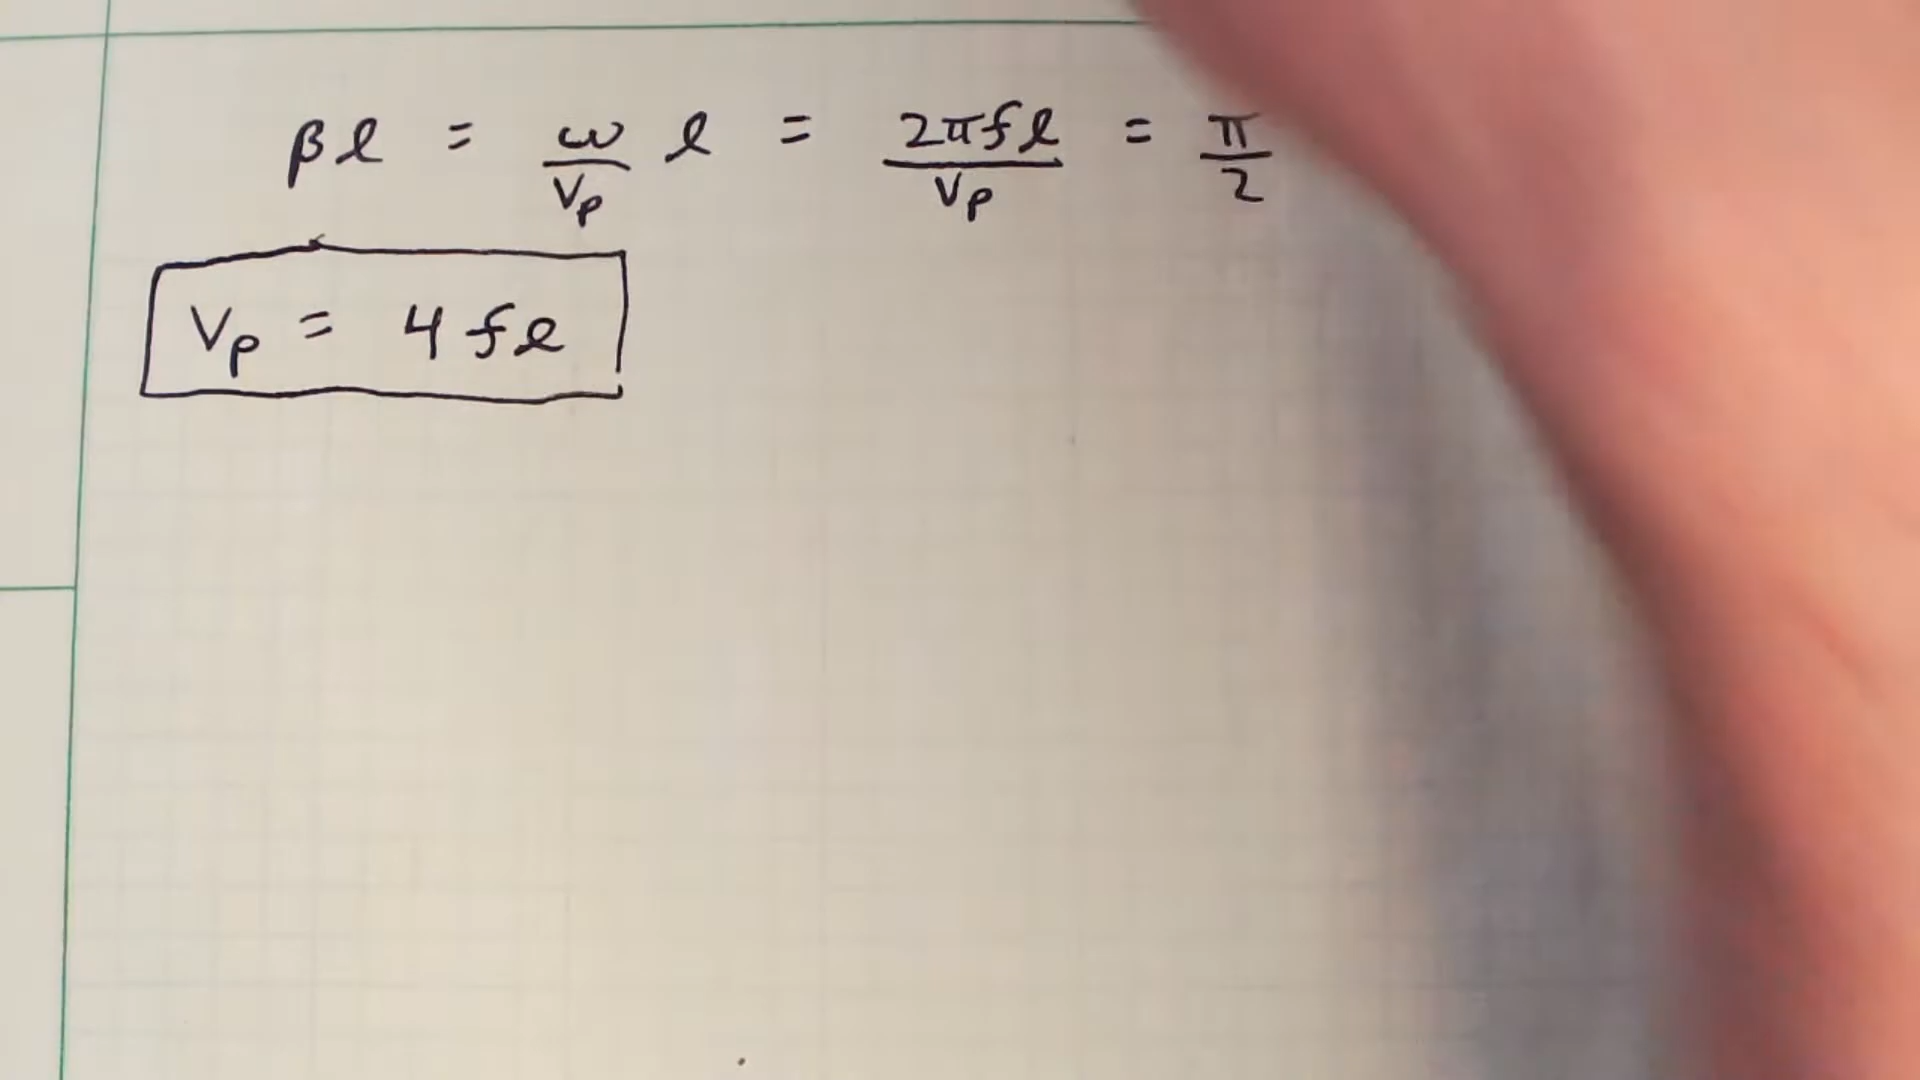 βl = ω/Vp l = 2πfl/Vp = π/2
Vp = 4fl